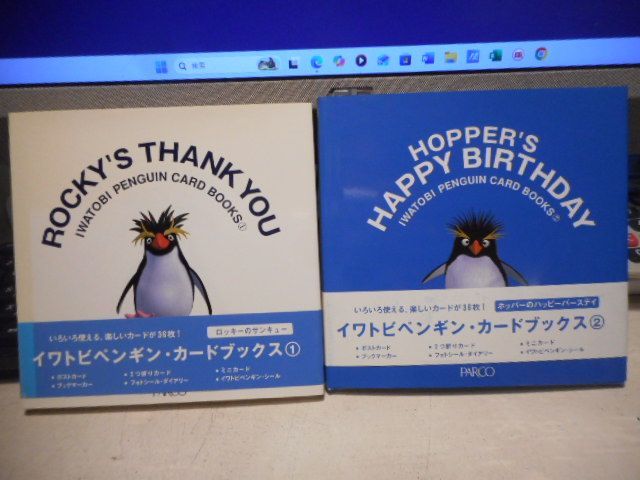 検索
ROCKY'S THANK YOU
IWATOBI PENGUIN CARD BOOKS①
いろいろ使える、楽しいカードが36枚！
ロッキーのサンキュー
イワトビペンギン・カードブックス①
• ポストカード
• 2つ折りカード
• ミニカード
• ブックマーカー
• フォトシール・ダイアリー
• イワトビペンギン・シール
PARCO
HOPPER'S
HAPPY BIRTHDAY
IWATOBI PENGUIN CARD BOOKS②
いろいろ使える、楽しいカードが36枚！
ホッパーのハッピーバースデイ
イワトビペンギン・カードブックス②
• ポストカード
• 2つ折りカード
• ミニカード
• ブックマーカー
• フォトシール・ダイアリー
• イワトビペンギン・シール
PARCO